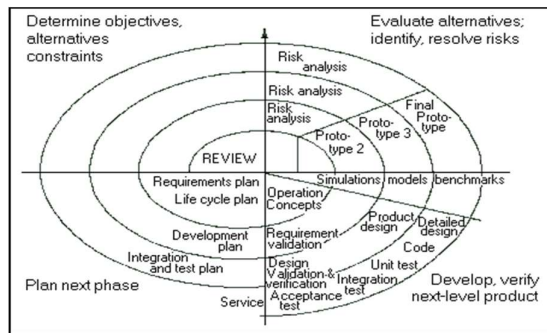 Determine objectives,
alternatives
constraints
Evaluate alternatives;
identify, resolve risks
Risk
analysis
Risk analysis
Risk
analysis
Proto-
type 2
Proto-
type 3
Final
Proto-
type
REVIEW
Requirements plan
Life cycle plan
Development
plan
Integration
and test plan
Plan next phase
Simulations models benchmarks
Operation
Concepts
Requirement
validation
Product
design
Detailed
design
Code
Unit test
Integration
test
Design
Validation&
verification
Acceptance
test
Service
Develop, verify
next-level product